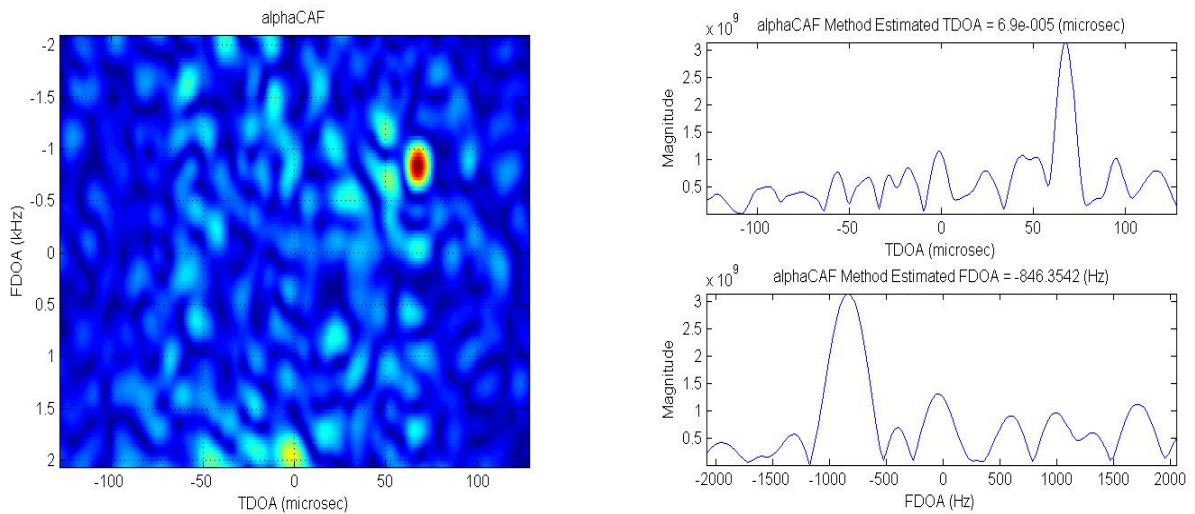 alphaCAF
FDOA (kHz)
-2
-1.5
-1
-0.5
0
0.5
1
1.5
2
-100 -50 0 50 100
TDOA (microsec)
alphaCAF Method Estimated TDOA = 6.9e-005 (microsec)
x 10^9
Magnitude
3
2.5
2
1.5
1
0.5
-100 -50 0 50 100
TDOA (microsec)
alphaCAF Method Estimated FDOA = -846.3542 (Hz)
x 10^9
Magnitude
3
2.5
2
1.5
1
0.5
-2000 -1500 -1000 -500 0 500 1000 1500 2000
FDOA (Hz)